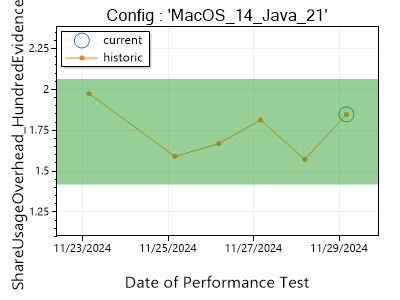 Config : 'MacOS_14_Java_21'
current
historic
2.25
2
1.75
1.5
1.25
ShareUsageOverhead_HundredEvidence
11/23/2024
11/25/2024
11/27/2024
11/29/2024
Date of Performance Test